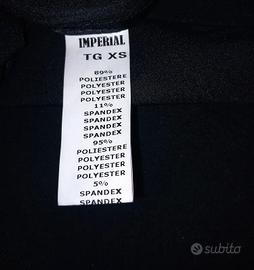 IMPERIAL
TG XS
89%
POLIESTERE
POLYESTER
POLYESTER
POLYESTER
11%
SPANDEX
SPANDEX
SPANDEX
SPANDEX
95%
POLIESTERE
POLYESTER
POLYESTER
POLYESTER
5%
SPANDEX
SPANDEX
subito